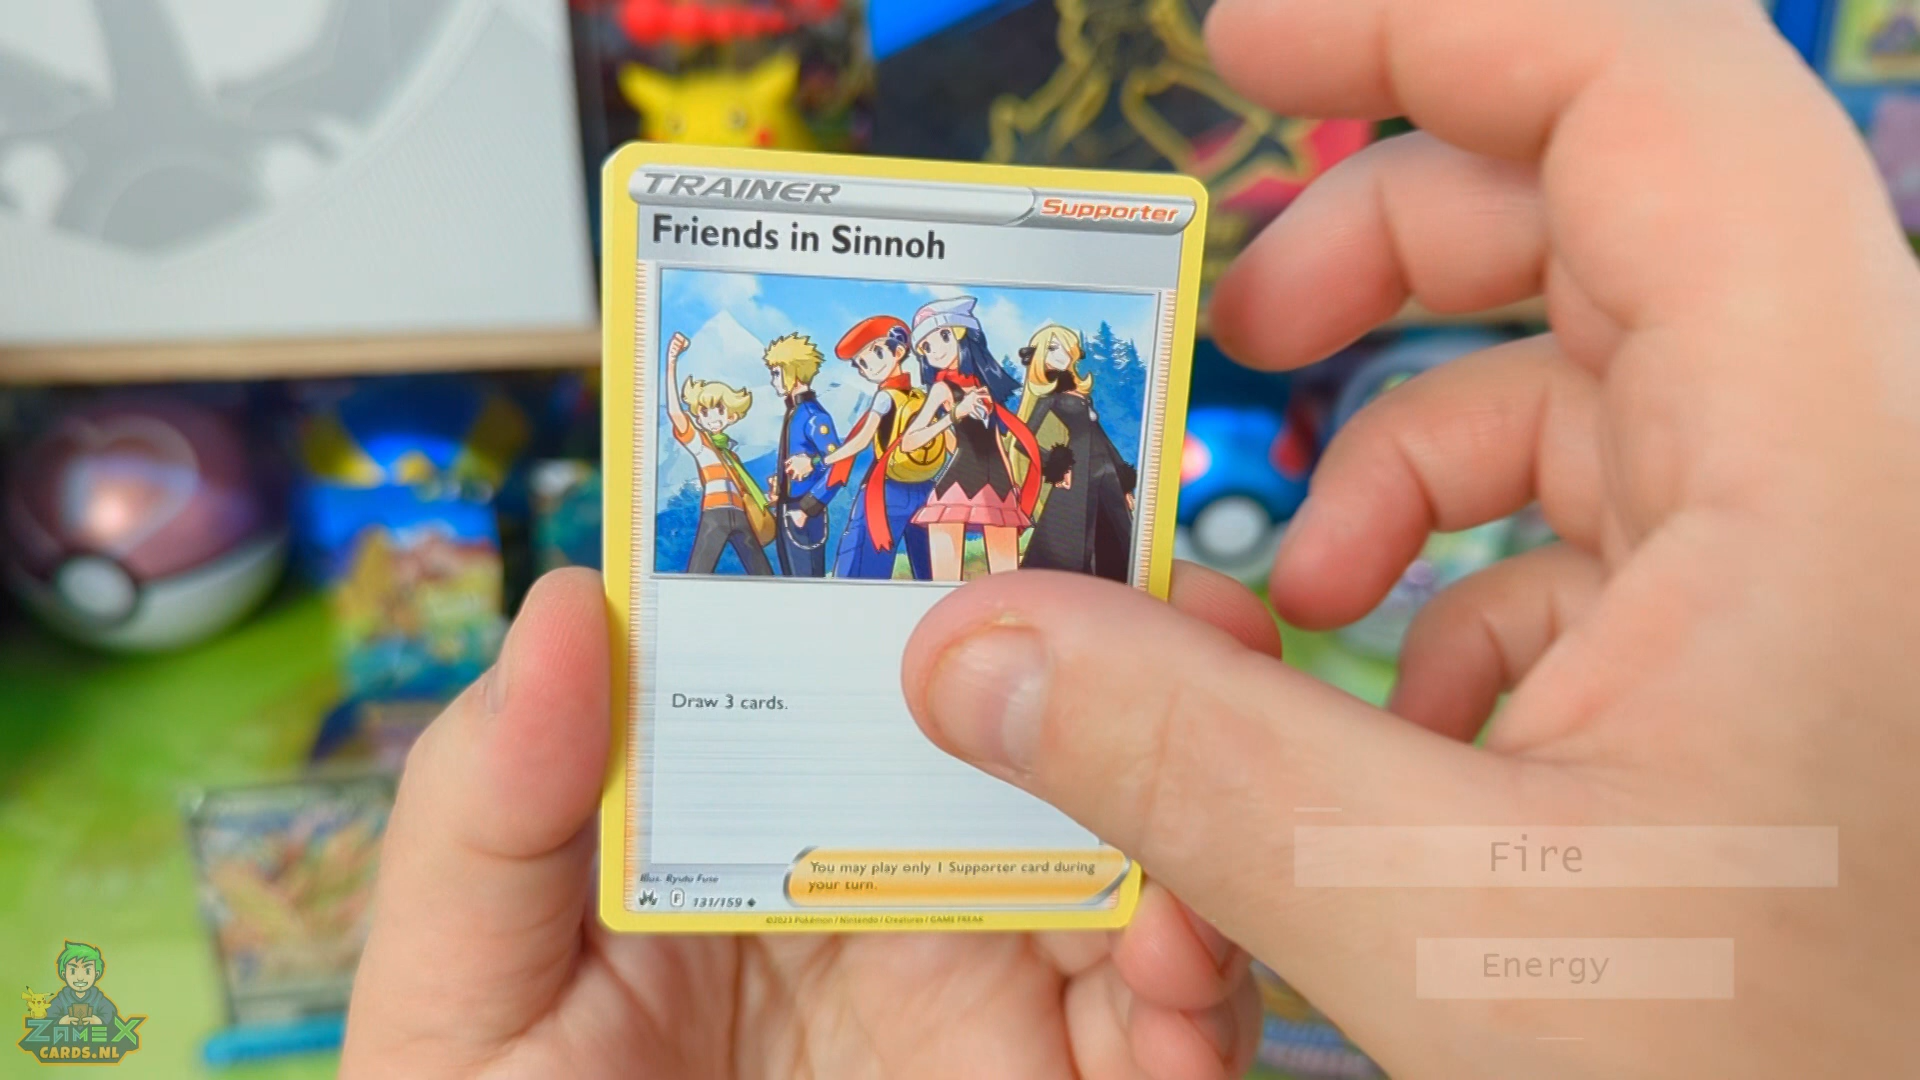 TRAINER
Supporter
Friends in Sinnoh
Draw 3 cards.
You may play only 1 Supporter card during
your turn.
Illus. Ryuta Fuse
F 131/159
©2023 Pokémon / Nintendo / Creatures / GAME FREAK
Fire
Energy
ZAMEX
CARDS.NL